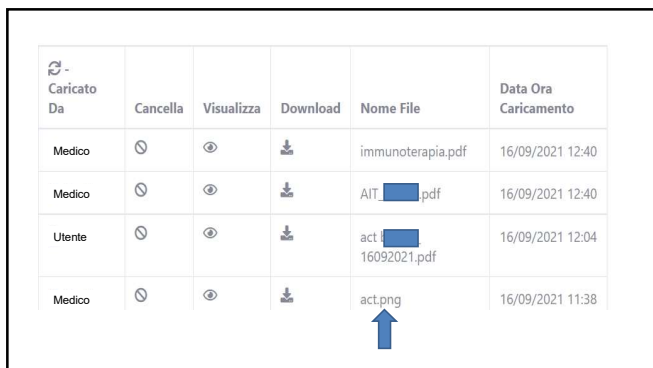 -
Caricato
Da
Cancella
Visualizza
Download
Nome File
Data Ora
Caricamento
Medico
immunoterapia.pdf
16/09/2021 12:40
Medico
AIT_ .pdf
16/09/2021 12:40
Utente
act
16/09/2021 12:04
16092021.pdf
Medico
act.png
16/09/2021 11:38